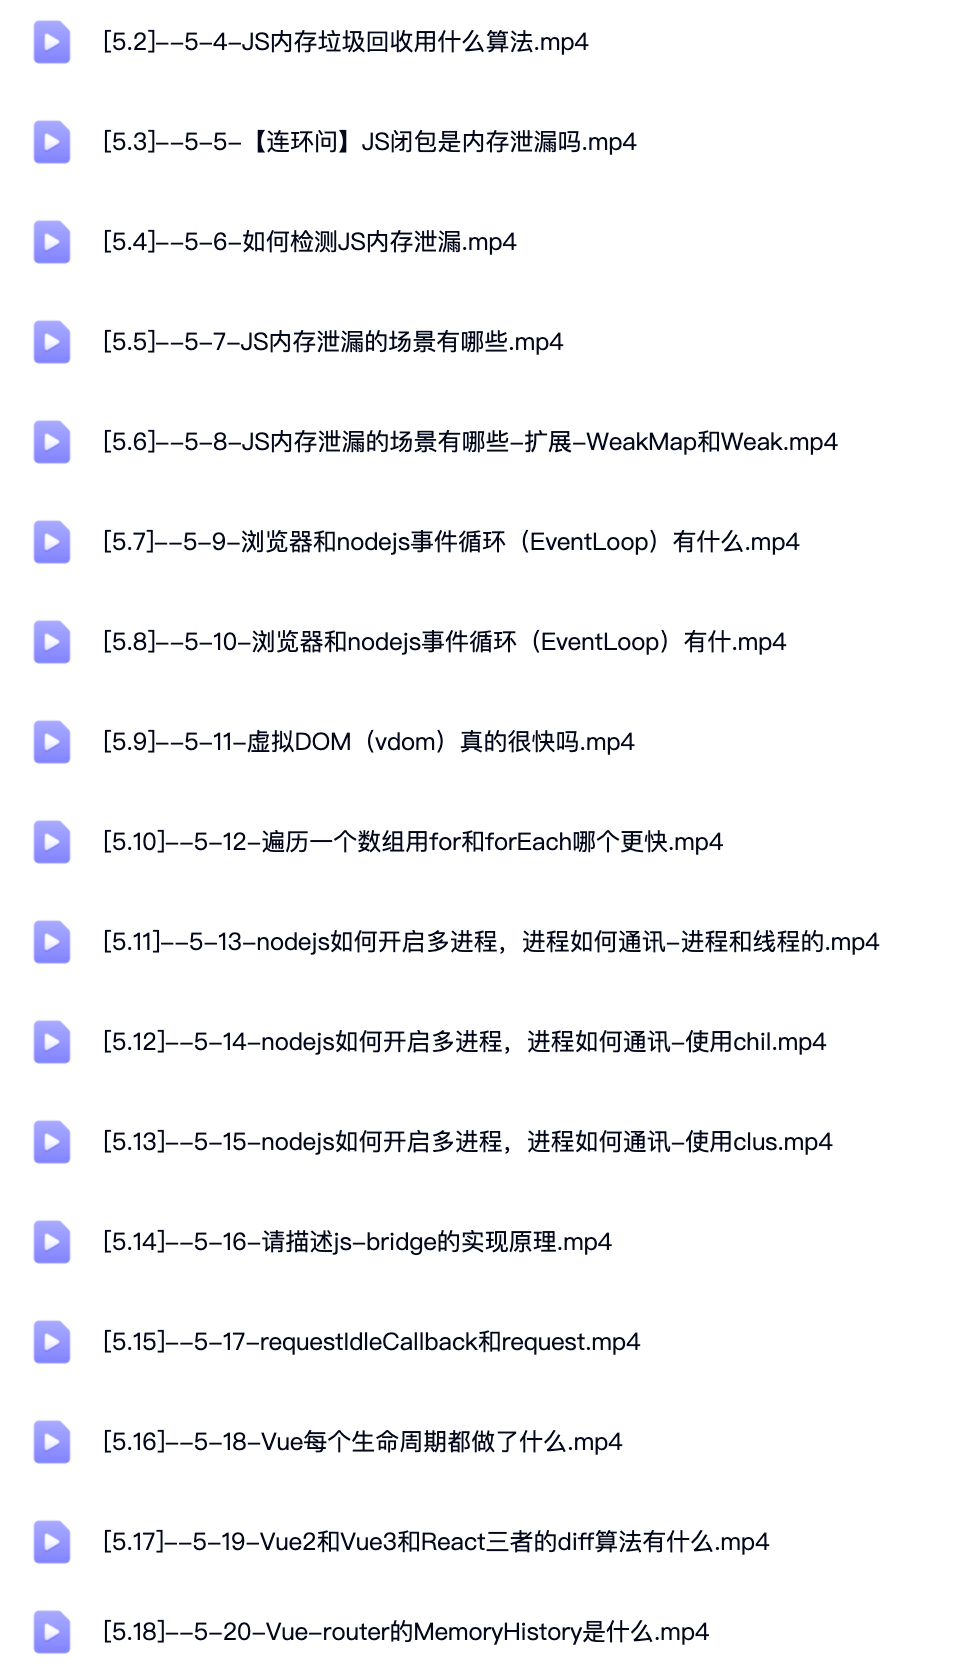 [5.2]--5-4-JS内存垃圾回收用什么算法.mp4
[5.3]--5-5-【连环问】JS闭包是内存泄漏吗.mp4
[5.4]--5-6-如何检测JS内存泄漏.mp4
[5.5]--5-7-JS内存泄漏的场景有哪些.mp4
[5.6]--5-8-JS内存泄漏的场景有哪些-扩展-WeakMap和Weak.mp4
[5.7]--5-9-浏览器和nodejs事件循环（EventLoop）有什么.mp4
[5.8]--5-10-浏览器和nodejs事件循环（EventLoop）有什.mp4
[5.9]--5-11-虚拟DOM（vdom）真的很快吗.mp4
[5.10]--5-12-遍历一个数组用for和forEach哪个更快.mp4
[5.11]--5-13-nodejs如何开启多进程，进程如何通讯-进程和线程的.mp4
[5.12]--5-14-nodejs如何开启多进程，进程如何通讯-使用chil.mp4
[5.13]--5-15-nodejs如何开启多进程，进程如何通讯-使用clus.mp4
[5.14]--5-16-请描述js-bridge的实现原理.mp4
[5.15]--5-17-requestIdleCallback和request.mp4
[5.16]--5-18-Vue每个生命周期都做了什么.mp4
[5.17]--5-19-Vue2和Vue3和React三者的diff算法有什么.mp4
[5.18]--5-20-Vue-router的MemoryHistory是什么.mp4